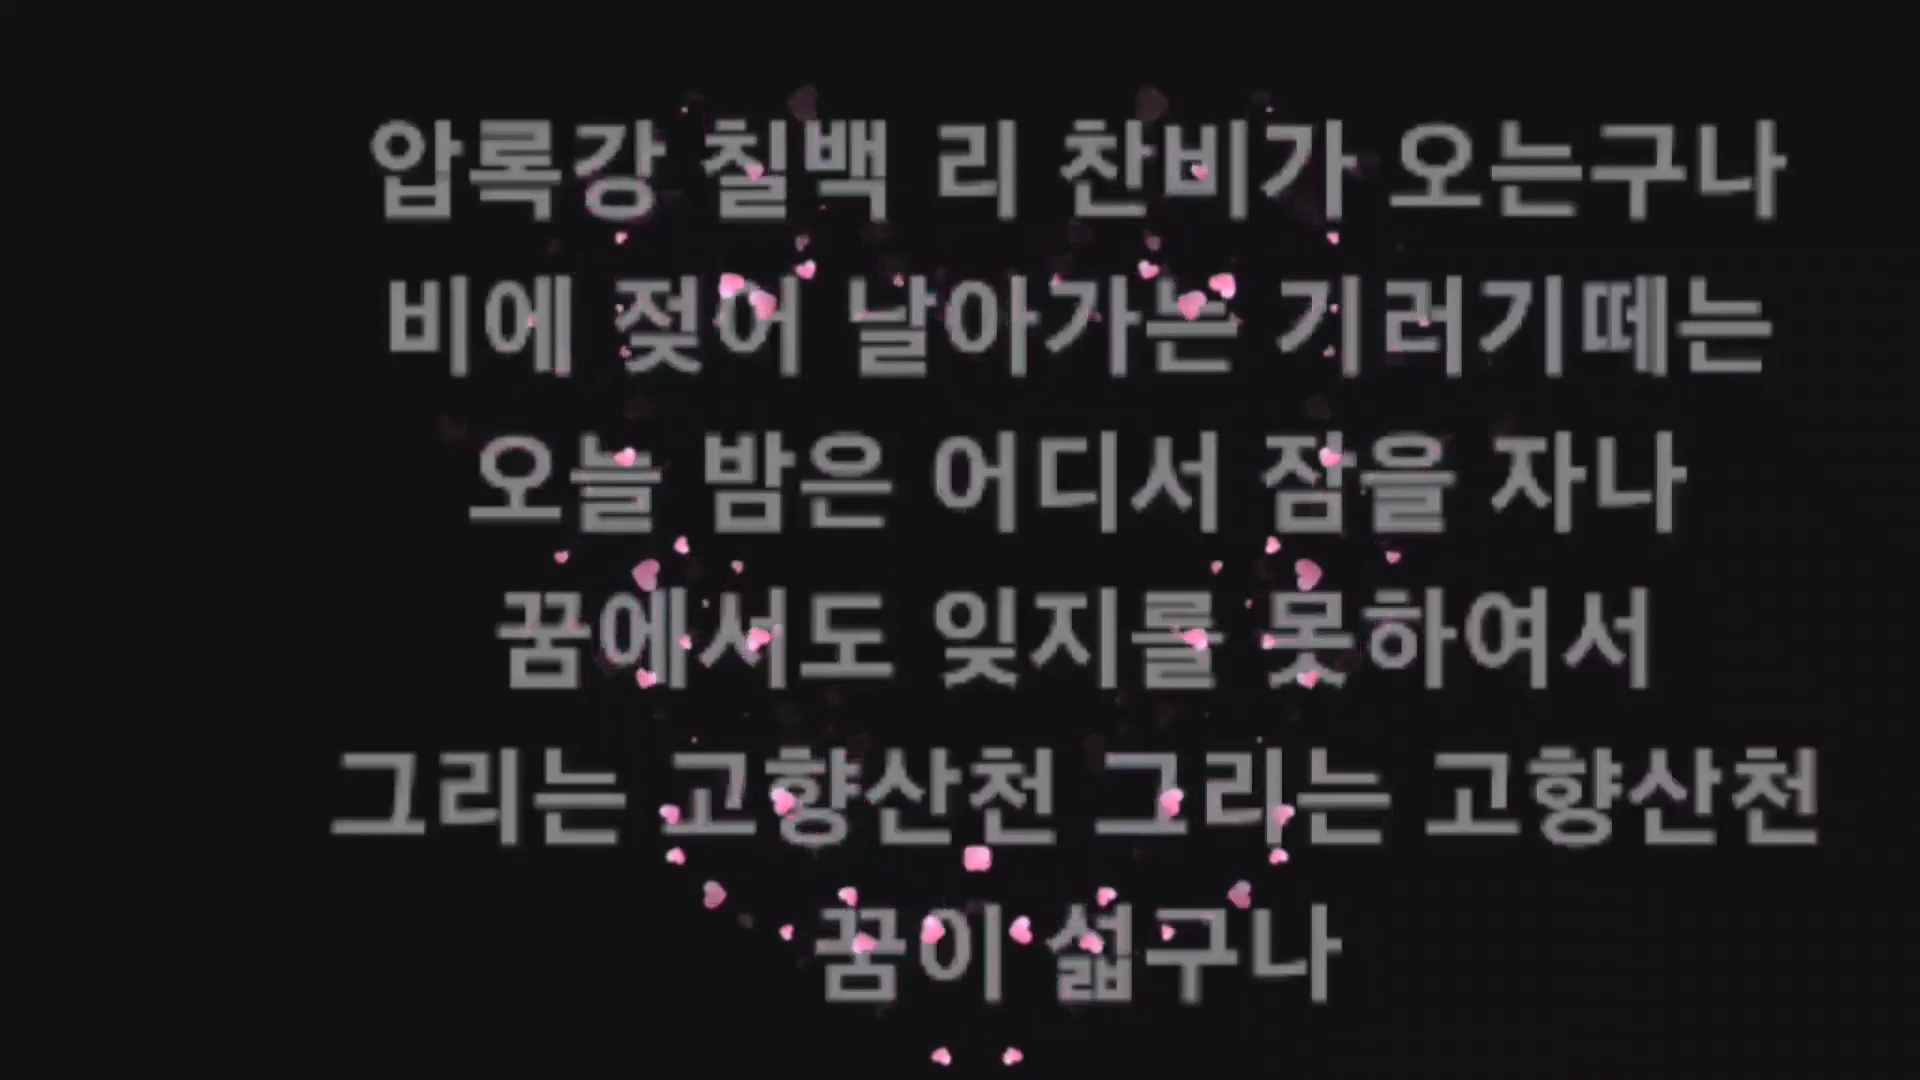 압록강 칠백 리 찬비가 오는구나
비에 젖어 날아가는 기러기떼는
오늘 밤은 어디서 잠을 자나
꿈에서도 잊지를 못하여서
그리는 고향산천 그리는 고향산천
꿈이 섧구나